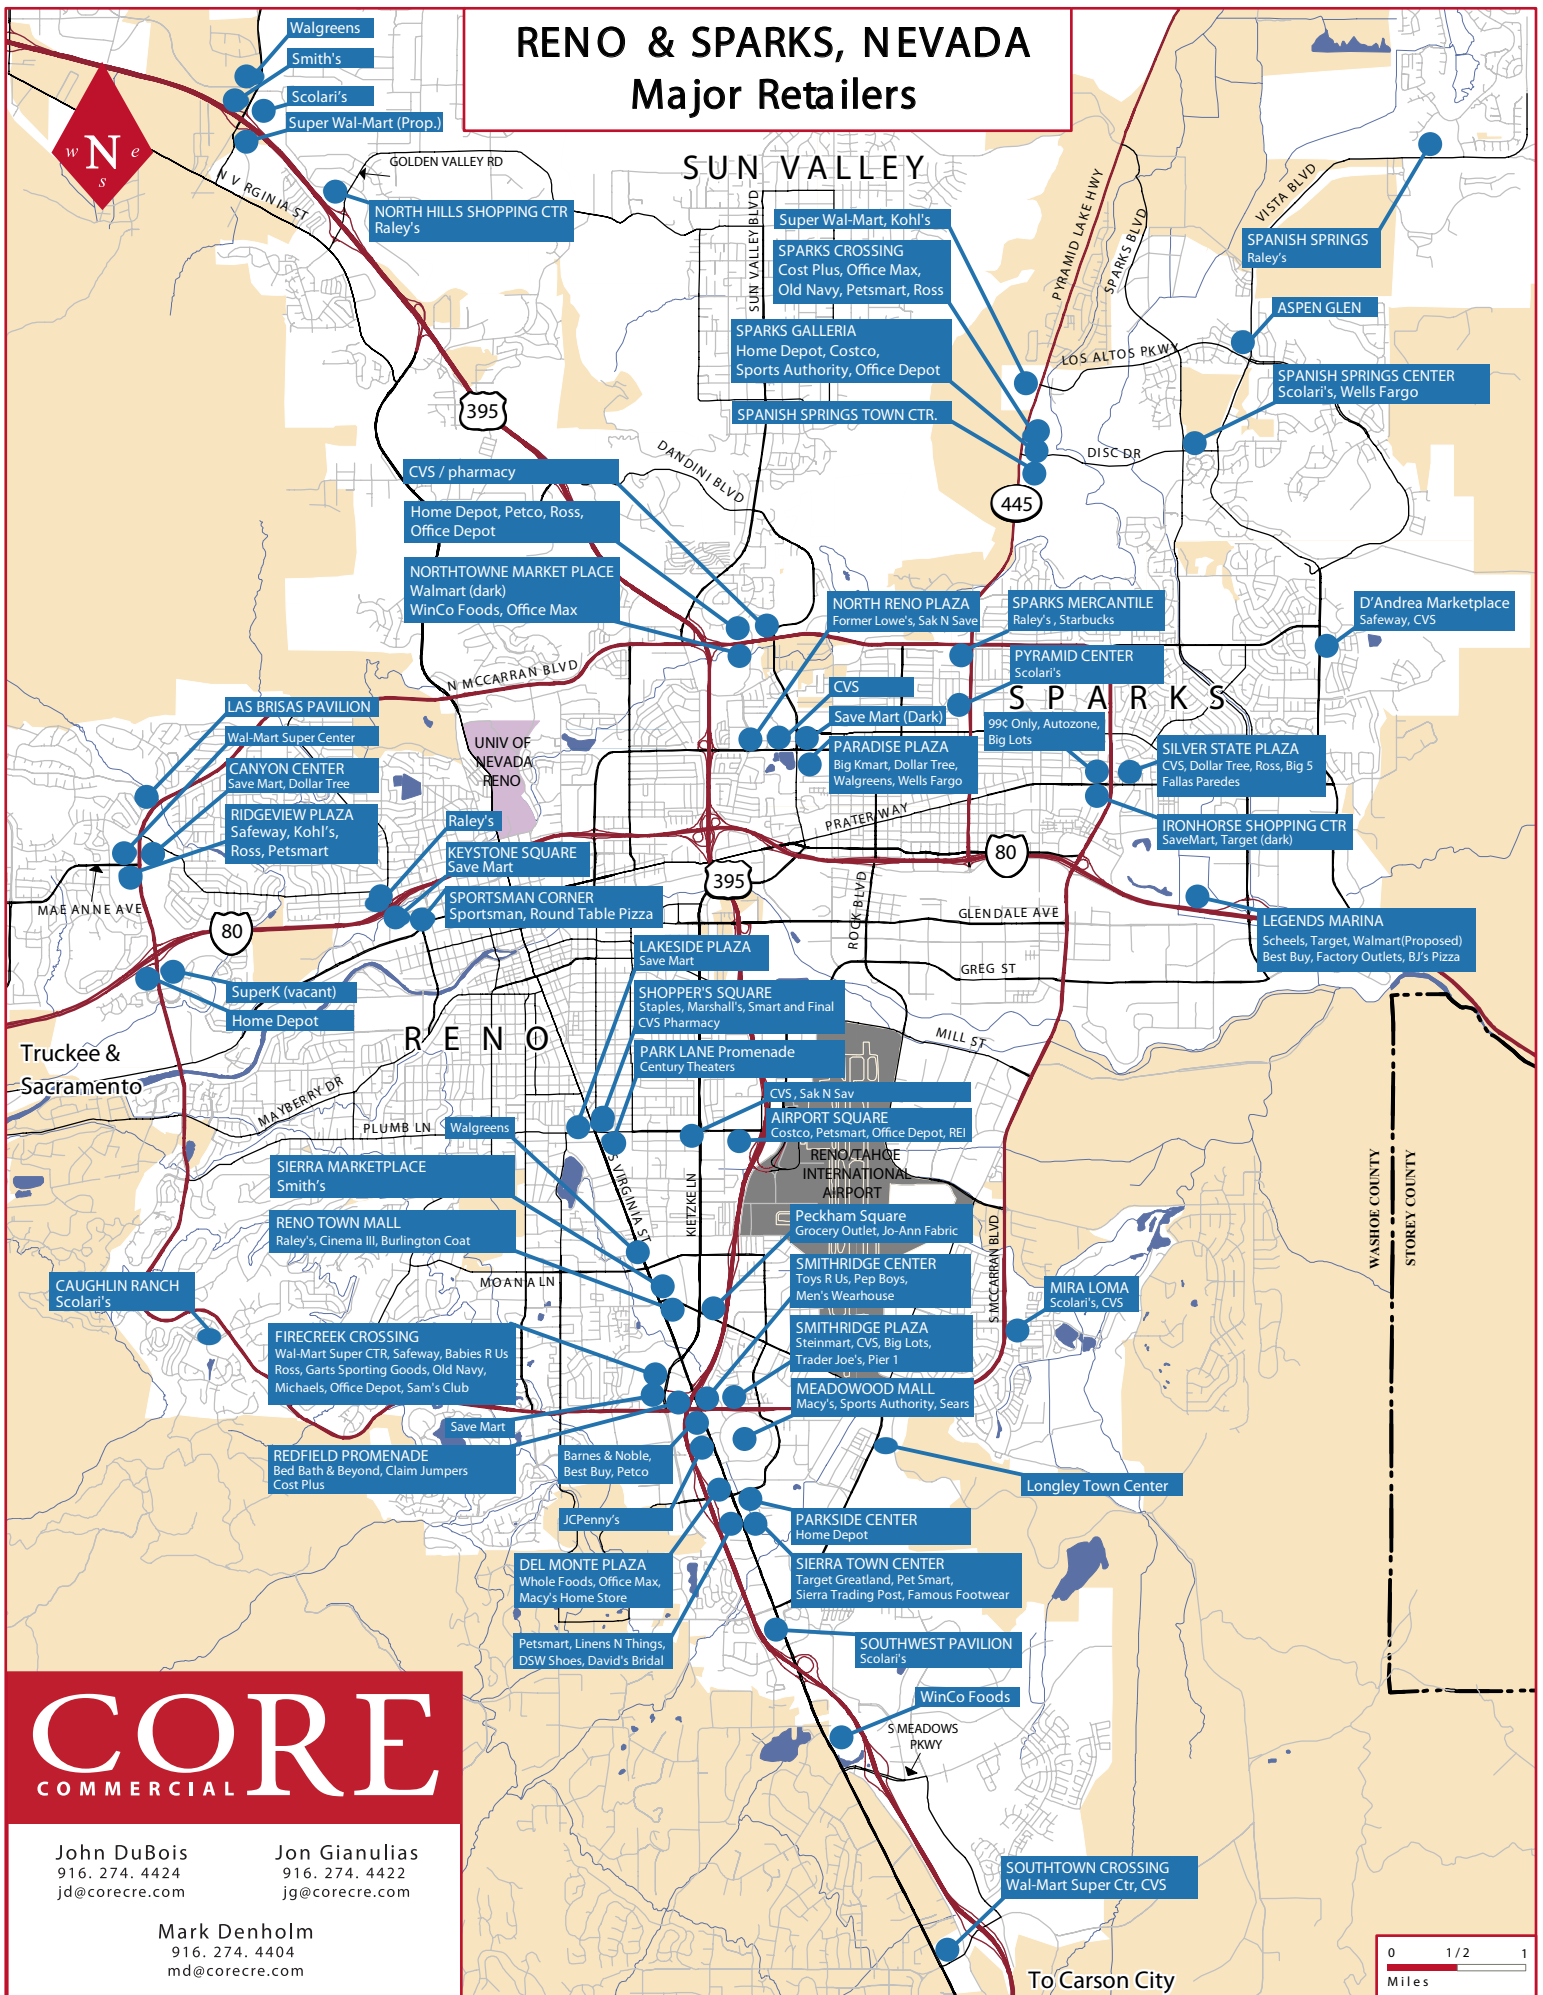 RENO & SPARKS, NEVADA
Major Retailers
Walgreens
Smith's
Scolari's
Super Wal-Mart (Prop.)
N
w
e
s
GOLDEN VALLEY RD
N V RGINIA ST
NORTH HILLS SHOPPING CTR
Raley's
SUN VALLEY
SUN VALLEY BLVD
Super Wal-Mart, Kohl's
SPARKS CROSSING
Cost Plus, Office Max,
Old Navy, Petsmart, Ross
SPARKS GALLERIA
Home Depot, Costco,
Sports Authority, Office Depot
SPANISH SPRINGS TOWN CTR.
PYRAMID LAKE HWY
SPARKS BLVD
VISTA BLVD
SPANISH SPRINGS
Raley's
ASPEN GLEN
LOS ALTOS PKWY
SPANISH SPRINGS CENTER
Scolari's, Wells Fargo
DISC DR
395
445
DANDINI BLVD
CVS / pharmacy
Home Depot, Petco, Ross,
Office Depot
NORTHTOWNE MARKET PLACE
Walmart (dark)
WinCo Foods, Office Max
NORTH RENO PLAZA
Former Lowe's, Sak N Save
SPARKS MERCANTILE
Raley's , Starbucks
D'Andrea Marketplace
Safeway, CVS
PYRAMID CENTER
Scolari's
N MCCARRAN BLVD
SPARKS
CVS
Save Mart (Dark)
99¢ Only, Autozone,
Big Lots
LAS BRISAS PAVILION
Wal-Mart Super Center
CANYON CENTER
Save Mart, Dollar Tree
RIDGEVIEW PLAZA
Safeway, Kohl's,
Ross, Petsmart
UNIV OF
NEVADA
RENO
PARADISE PLAZA
Big Kmart, Dollar Tree,
Walgreens, Wells Fargo
SILVER STATE PLAZA
CVS, Dollar Tree, Ross, Big 5
Fallas Paredes
PRATER WAY
IRONHORSE SHOPPING CTR
SaveMart, Target (dark)
Raley's
KEYSTONE SQUARE
Save Mart
80
395
SPORTSMAN CORNER
Sportsman, Round Table Pizza
MAE ANNE AVE
80
ROCK BLVD
GLENDALE AVE
LEGENDS MARINA
Scheels, Target, Walmart(Proposed)
Best Buy, Factory Outlets, BJ's Pizza
LAKESIDE PLAZA
Save Mart
GREG ST
SuperK (vacant)
Home Depot
SHOPPER'S SQUARE
Staples, Marshall's, Smart and Final
CVS Pharmacy
RENO
Truckee &
Sacramento
PARK LANE Promenade
Century Theaters
MILL ST
CVS , Sak N Sav
MAYBERRY DR
PLUMB LN
Walgreens
AIRPORT SQUARE
Costco, Petsmart, Office Depot, REI
RENO/TAHOE
INTERNATIONAL
AIRPORT
SIERRA MARKETPLACE
Smith's
S VIRGINIA ST
KIETZKE LN
WASHOE COUNTY
STOREY COUNTY
RENO TOWN MALL
Raley's, Cinema III, Burlington Coat
Peckham Square
Grocery Outlet, Jo-Ann Fabric
S MCCARRAN BLVD
MOANA LN
SMITHRIDGE CENTER
Toys R Us, Pep Boys,
Men's Wearhouse
CAUGHLIN RANCH
Scolari's
MIRA LOMA
Scolari's, CVS
FIRECREEK CROSSING
Wal-Mart Super CTR, Safeway, Babies R Us
Ross, Garts Sporting Goods, Old Navy,
Michaels, Office Depot, Sam's Club
SMITHRIDGE PLAZA
Steinmart, CVS, Big Lots,
Trader Joe's, Pier 1
MEADOWOOD MALL
Macy's, Sports Authority, Sears
Save Mart
REDFIELD PROMENADE
Bed Bath & Beyond, Claim Jumpers
Cost Plus
Barnes & Noble,
Best Buy, Petco
Longley Town Center
JCPenny's
PARKSIDE CENTER
Home Depot
DEL MONTE PLAZA
Whole Foods, Office Max,
Macy's Home Store
SIERRA TOWN CENTER
Target Greatland, Pet Smart,
Sierra Trading Post, Famous Footwear
Petsmart, Linens N Things,
DSW Shoes, David's Bridal
SOUTHWEST PAVILION
Scolari's
WinCo Foods
S MEADOWS
PKWY
CORE
COMMERCIAL
John DuBois
916. 274. 4424
jd@corecre.com
Jon Gianulias
916. 274. 4422
jg@corecre.com
Mark Denholm
916. 274. 4404
md@corecre.com
SOUTHTOWN CROSSING
Wal-Mart Super Ctr, CVS
To Carson City
0 1/2 1
Miles